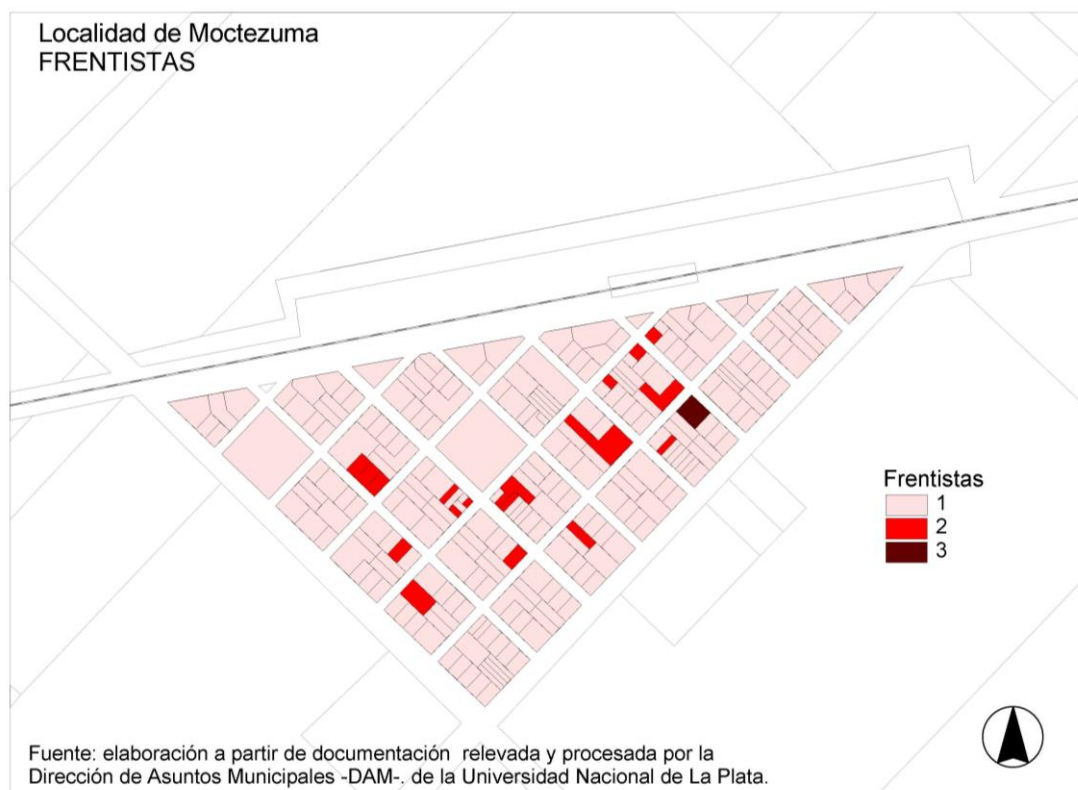 Localidad de Moctezuma
FRENTISTAS
Frentistas
1
2
3
Fuente: elaboración a partir de documentación relevada y procesada por la
Dirección de Asuntos Municipales -DAM-. de la Universidad Nacional de La Plata.